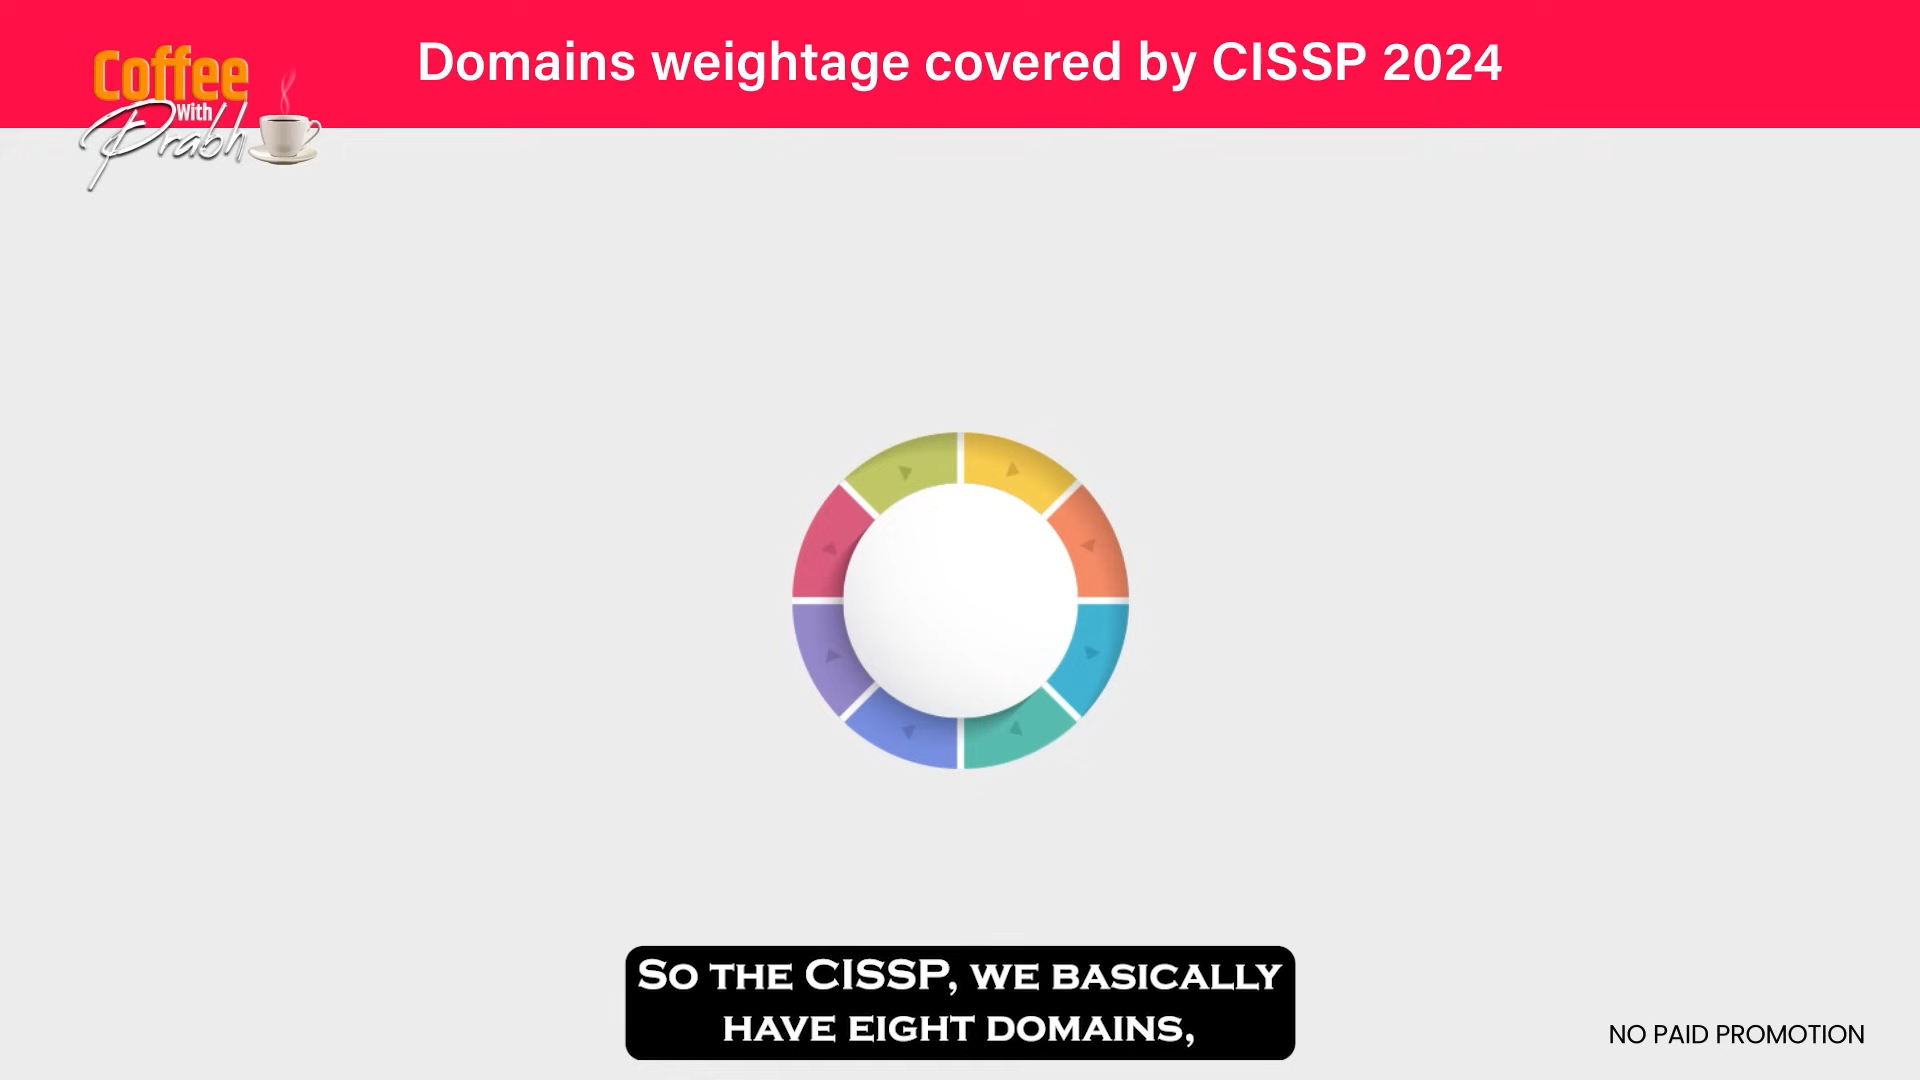 Domains weightage covered by CISSP 2024
Coffee
With
Prabh
SO THE CISSP, WE BASICALLY
HAVE EIGHT DOMAINS,
NO PAID PROMOTION